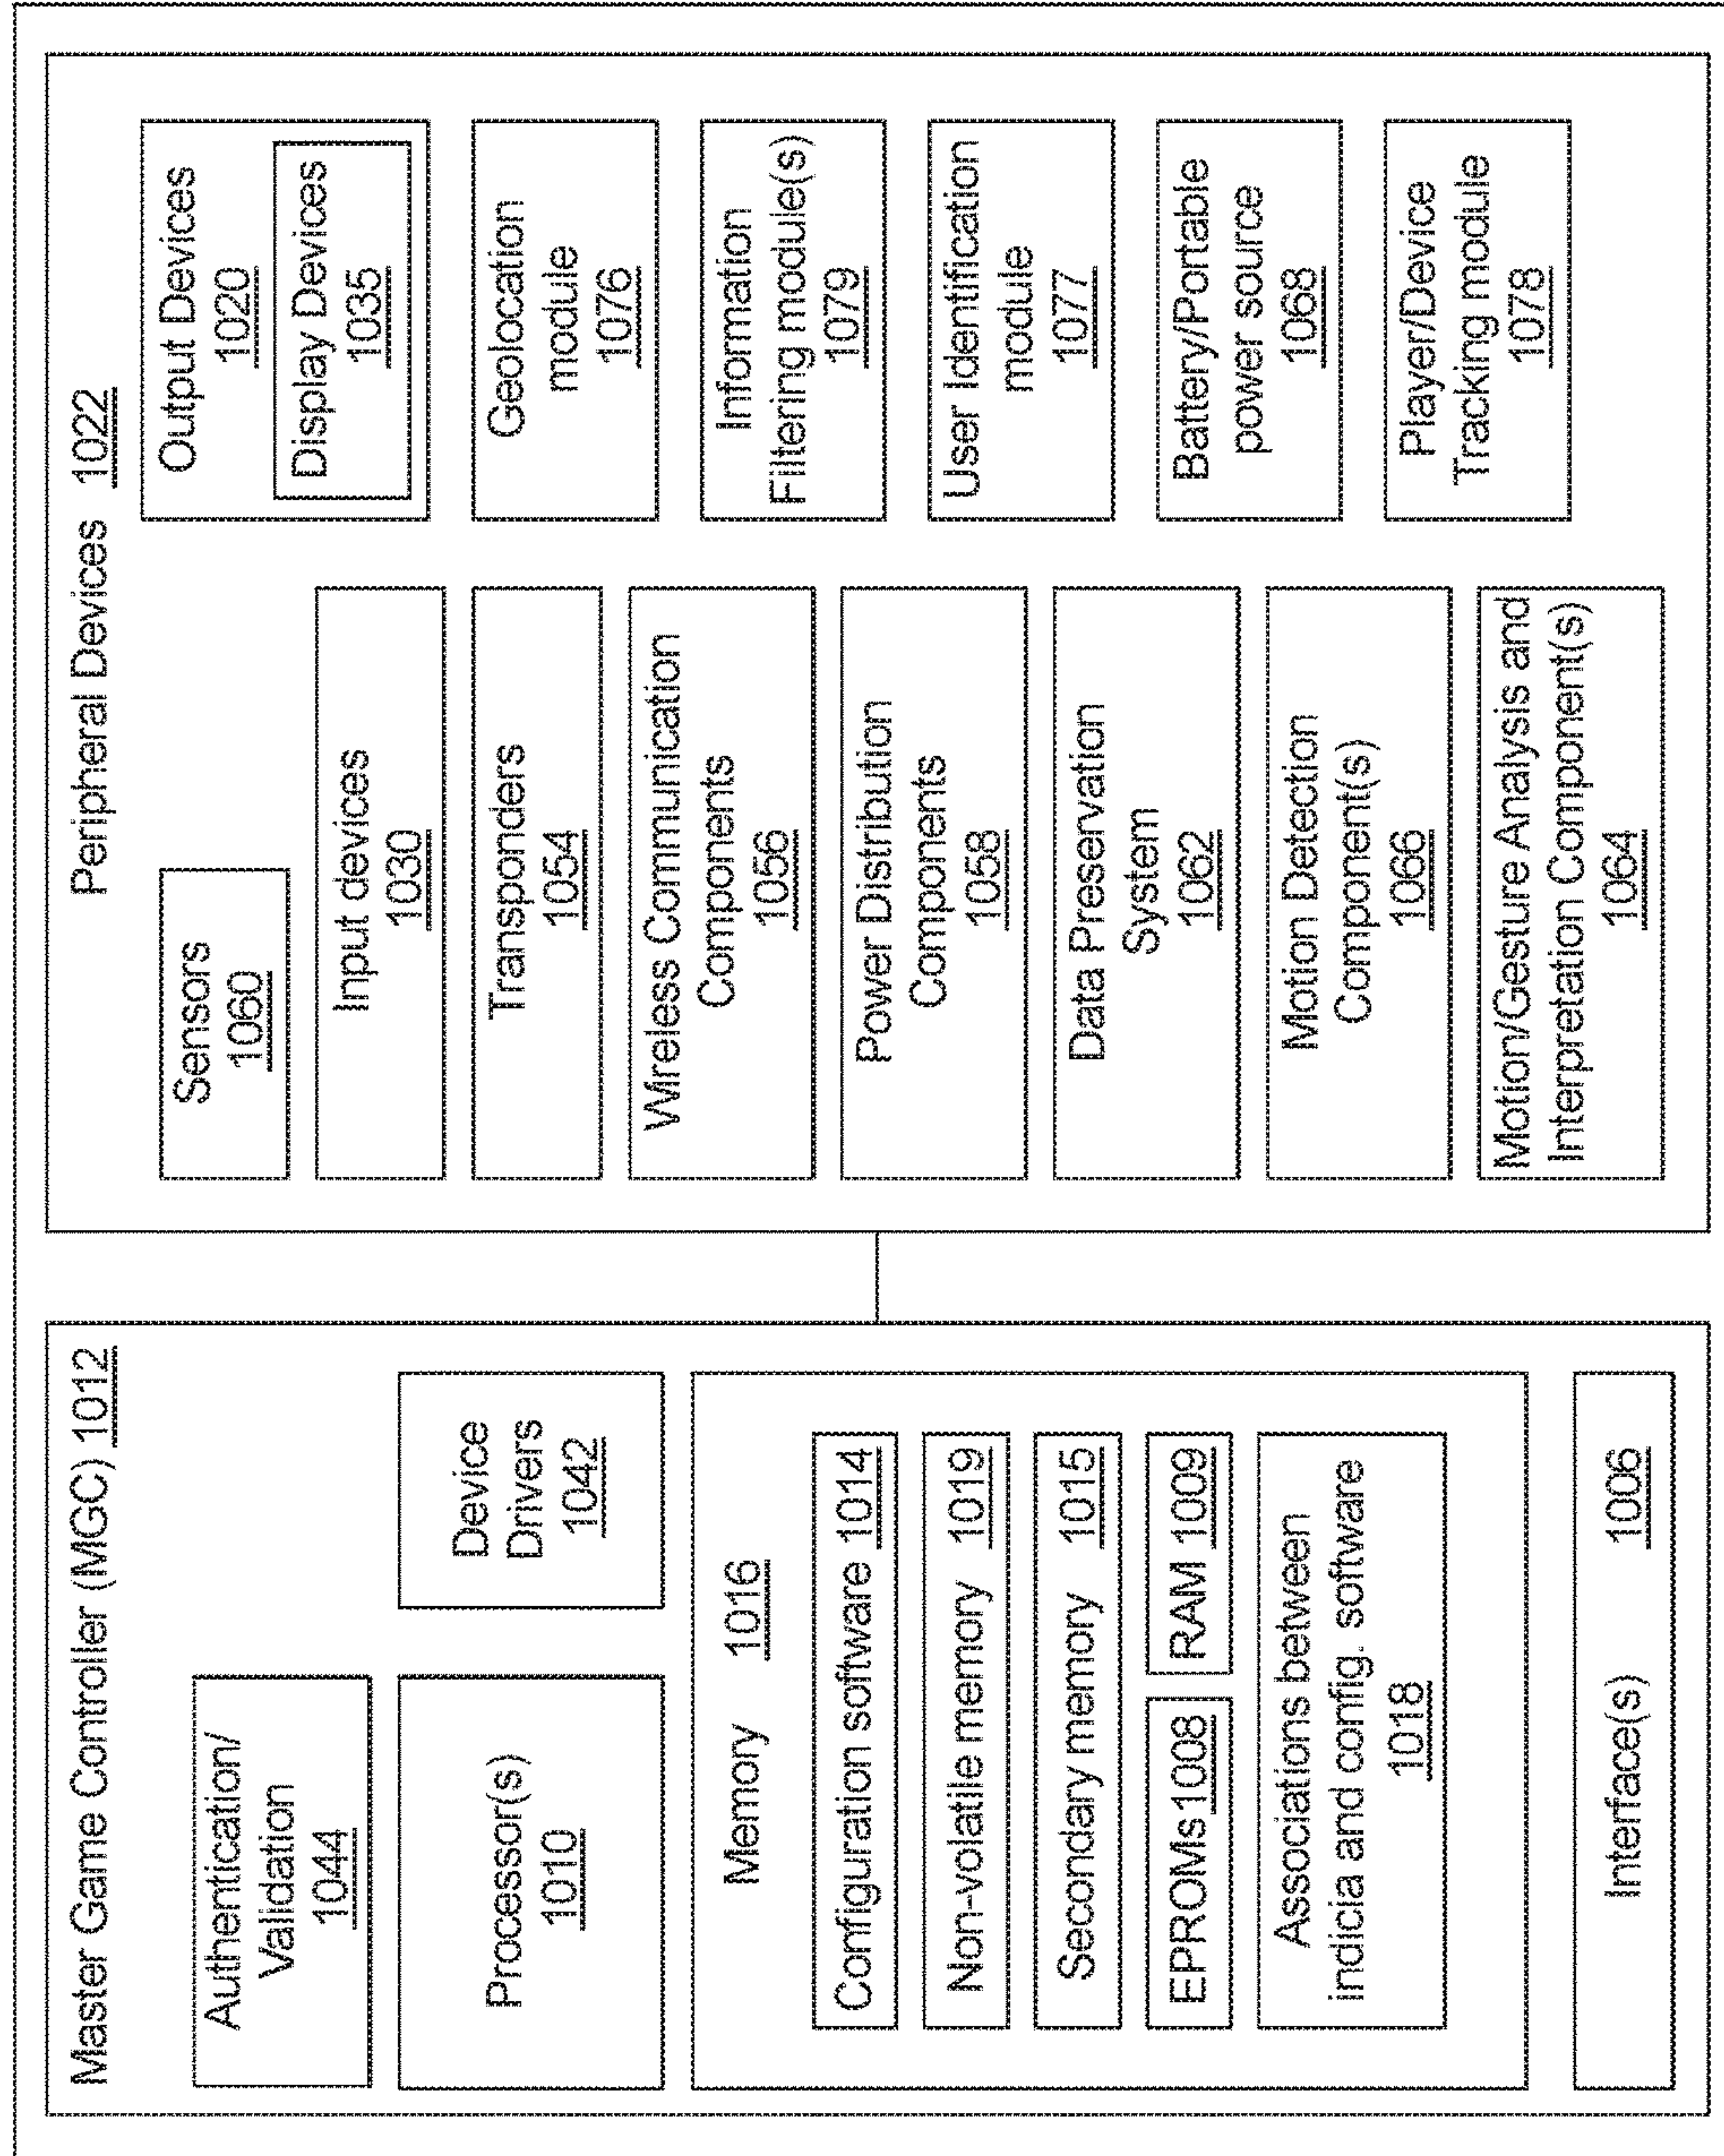 Master Game Controller (MGC) 1012
Authentication/
Validation
1044
Processor(s)
1010
Device
Drivers
1042
Memory 1016
Configuration software 1014
Non-volatile memory 1019
Secondary memory 1015
EPROMs 1008
RAM 1009
Associations between
indicia and config. software
1018
Interface(s) 1006
Peripheral Devices 1022
Sensors
1060
Input devices
1030
Transponders
1054
Wireless Communication
Components
1056
Power Distribution
Components
1058
Data Preservation
System
1062
Motion Detection
Component(s)
1066
Motion/Gesture Analysis and
Interpretation Component(s)
1064
Output Devices
1020
Display Devices
1035
Geolocation
module
1076
Information
Filtering module(s)
1079
User Identification
module
1077
Battery/Portable
power source
1068
Player/Device
Tracking module
1078